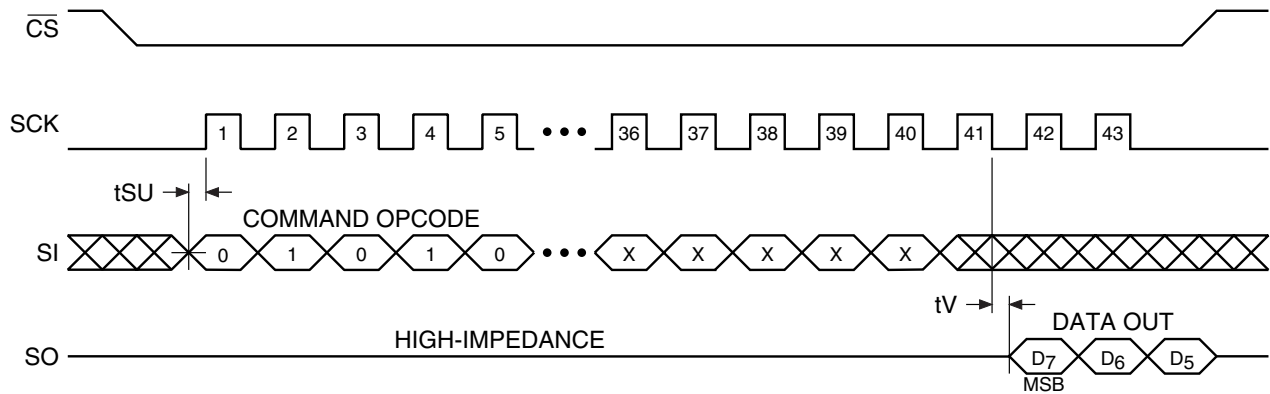 CS
SCK 1 2 3 4 5 ••• 36 37 38 39 40 41 42 43
tSU
COMMAND OPCODE
SI 0 1 0 1 0 ••• X X X X X
tV
HIGH-IMPEDANCE DATA OUT
SO D7 D6 D5
MSB